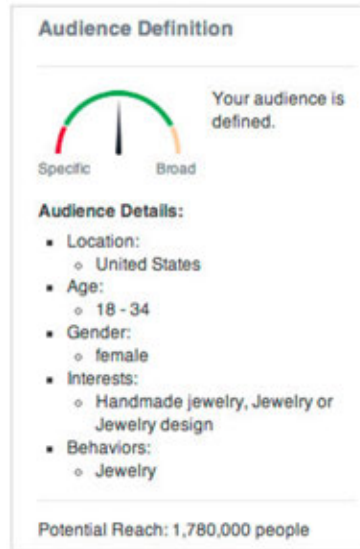 Audience Definition
Your audience is
defined.
Specific
Broad
Audience Details:
Location:
United States
Age:
18 - 34
Gender:
female
Interests:
Handmade jewelry, Jewelry or
Jewelry design
Behaviors:
Jewelry
Potential Reach: 1,780,000 people